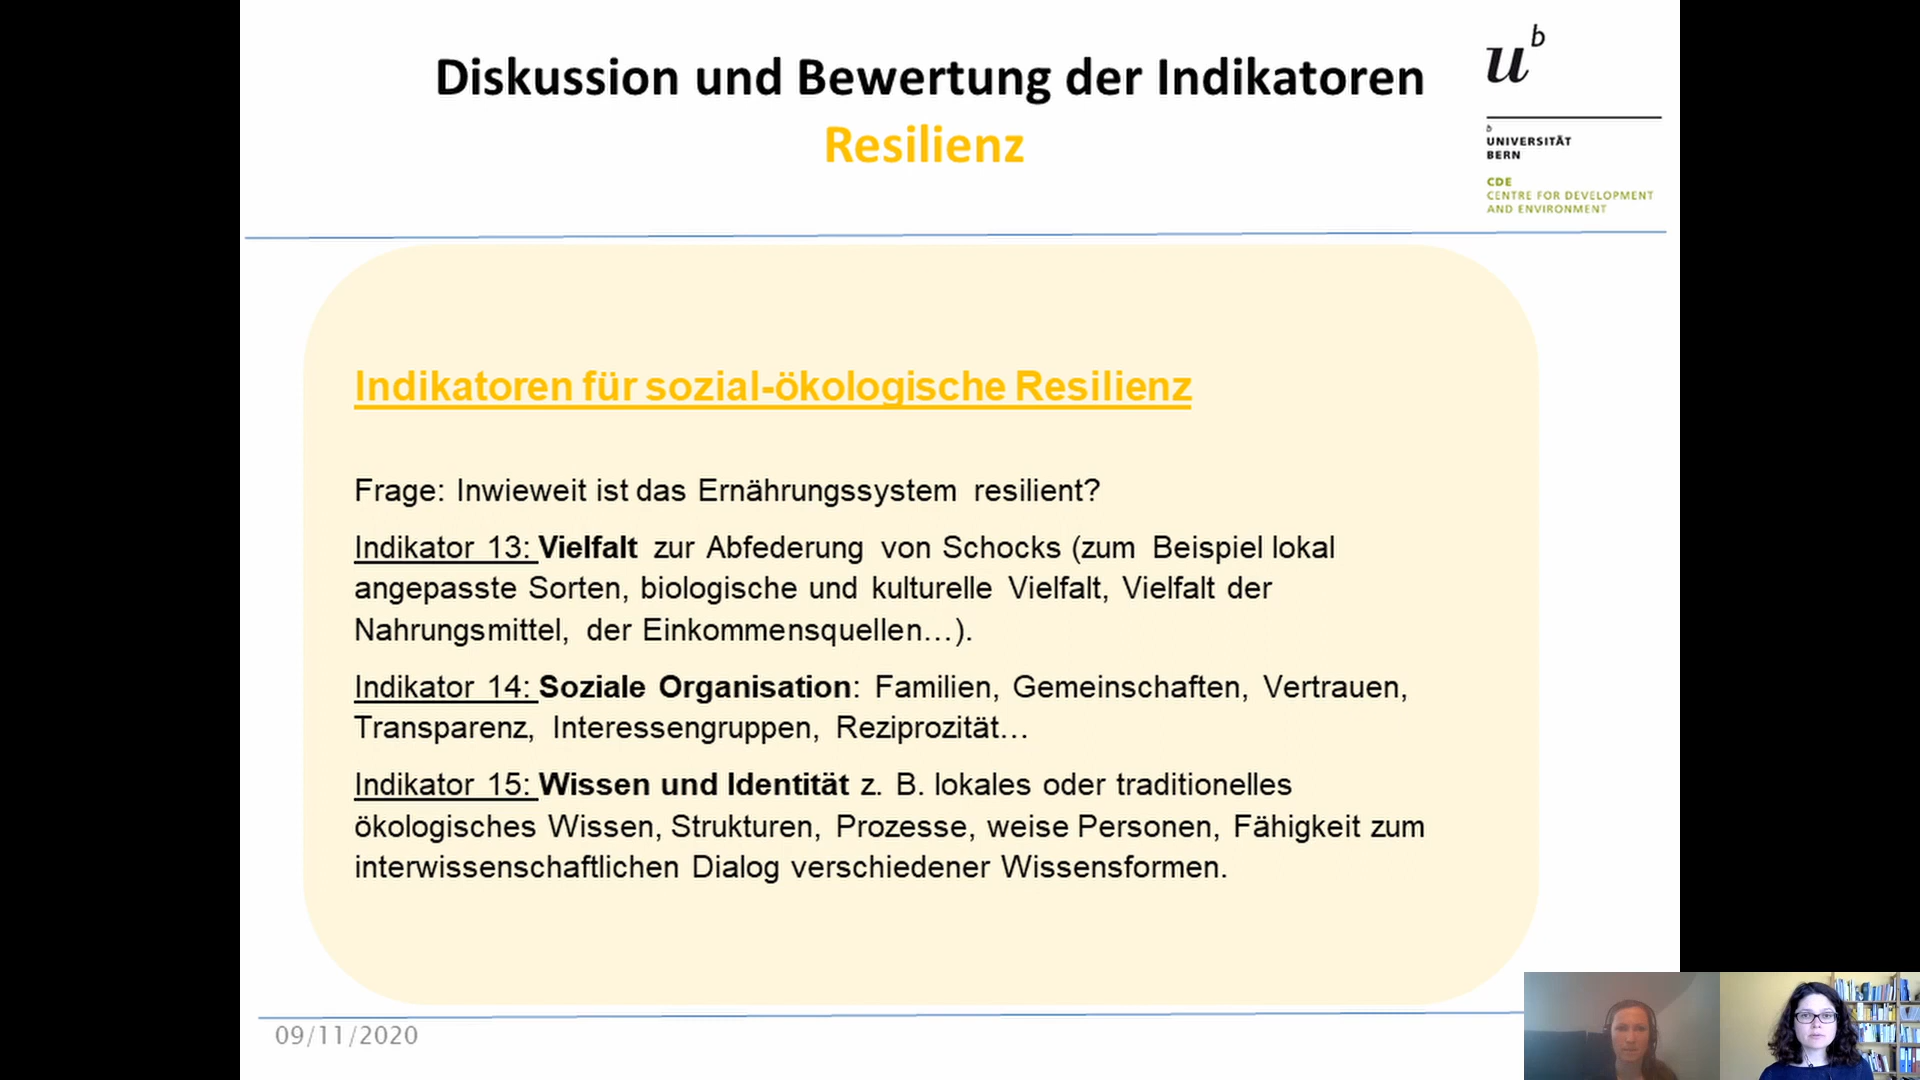 Diskussion und Bewertung der Indikatoren
Resilienz
u^b
b
UNIVERSITÄT
BERN
CDE
CENTRE FOR DEVELOPMENT
AND ENVIRONMENT
Indikatoren für sozial-ökologische Resilienz
Frage: Inwieweit ist das Ernährungssystem resilient?
Indikator 13: Vielfalt zur Abfederung von Schocks (zum Beispiel lokal
angepasste Sorten, biologische und kulturelle Vielfalt, Vielfalt der
Nahrungsmittel, der Einkommensquellen…).
Indikator 14: Soziale Organisation: Familien, Gemeinschaften, Vertrauen,
Transparenz, Interessengruppen, Reziprozität…
Indikator 15: Wissen und Identität z. B. lokales oder traditionelles
ökologisches Wissen, Strukturen, Prozesse, weise Personen, Fähigkeit zum
interwissenschaftlichen Dialog verschiedener Wissensformen.
09/11/2020